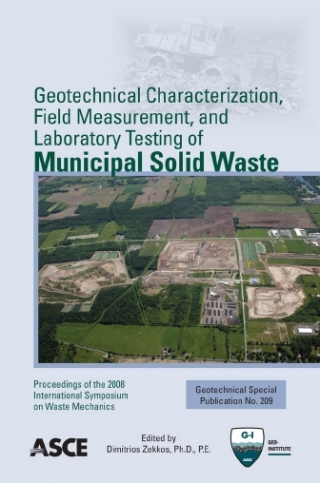 Geotechnical Characterization,
Field Measurement, and
Laboratory Testing of
Municipal Solid Waste
Proceedings of the 2008
International Symposium
on Waste Mechanics
Geotechnical Special
Publication No. 209
ASCE
Edited by
Dimitrios Zekkos, Ph.D., P.E.
G-I
ASCE
GEO-
INSTITUTE